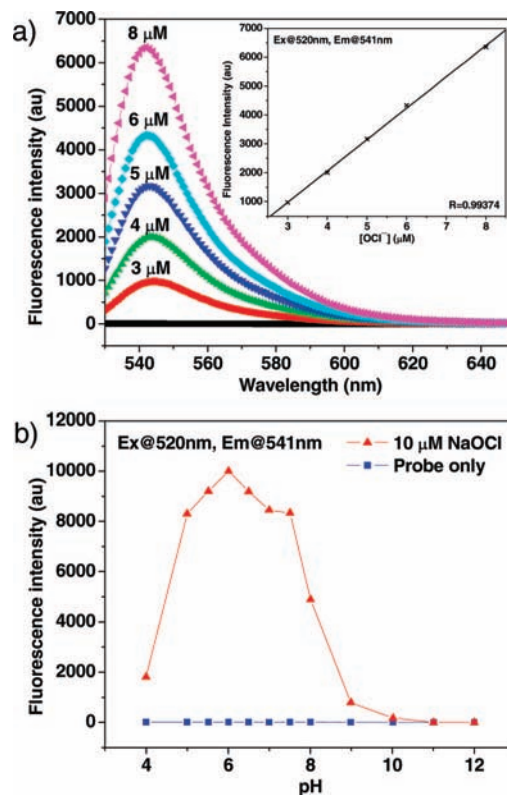 a)
7000
6000
5000
4000
3000
2000
1000
0
Fluorescence intensity (au)
8 μM
6 μM
5 μM
4 μM
3 μM
540 560 580 600 620 640
Wavelength (nm)
Ex@520nm, Em@541nm
7000
6000
5000
4000
3000
2000
1000
Fluorescence Intensity (au)
R=0.99374
3 4 5 6 7 8
[OCl⁻] (μM)
b)
12000
10000
8000
6000
4000
2000
0
Fluorescence intensity (au)
Ex@520nm, Em@541nm
10 μM NaOCl
Probe only
4 6 8 10 12
pH